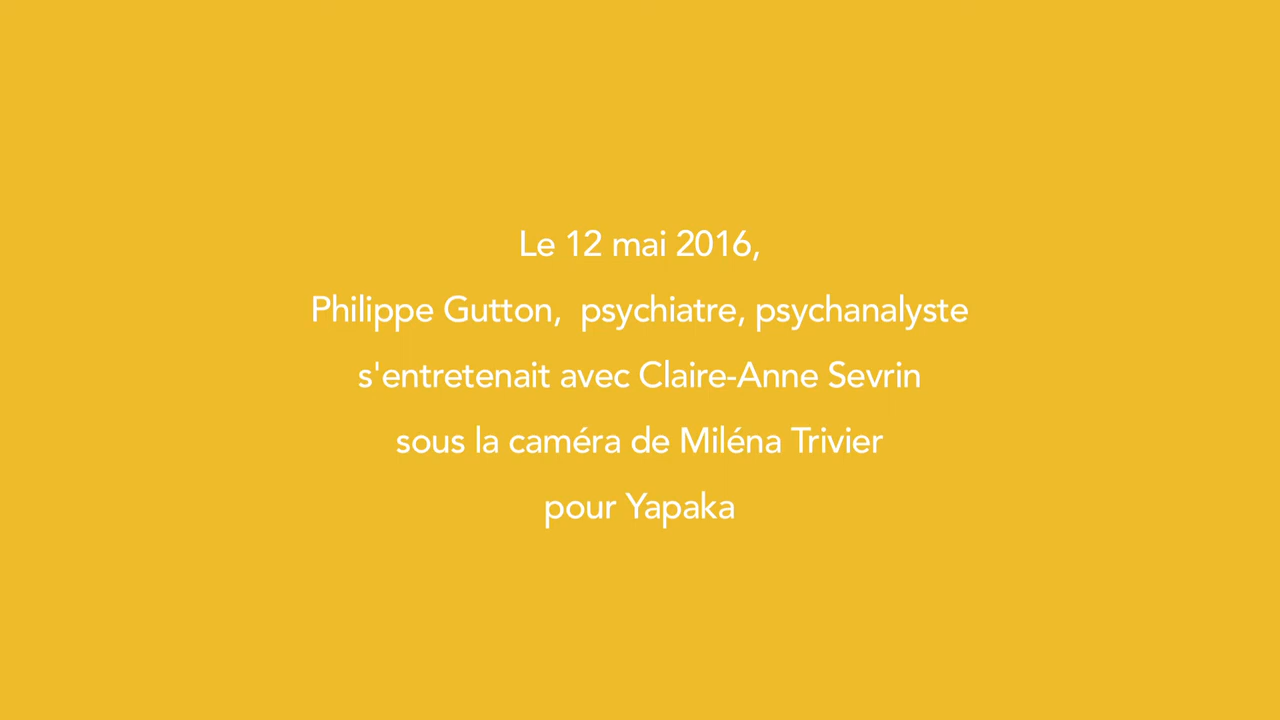 Le 12 mai 2016,
Philippe Gutton,  psychiatre, psychanalyste
s'entretenait avec Claire-Anne Sevrin
sous la caméra de Miléna Trivier
pour Yapaka